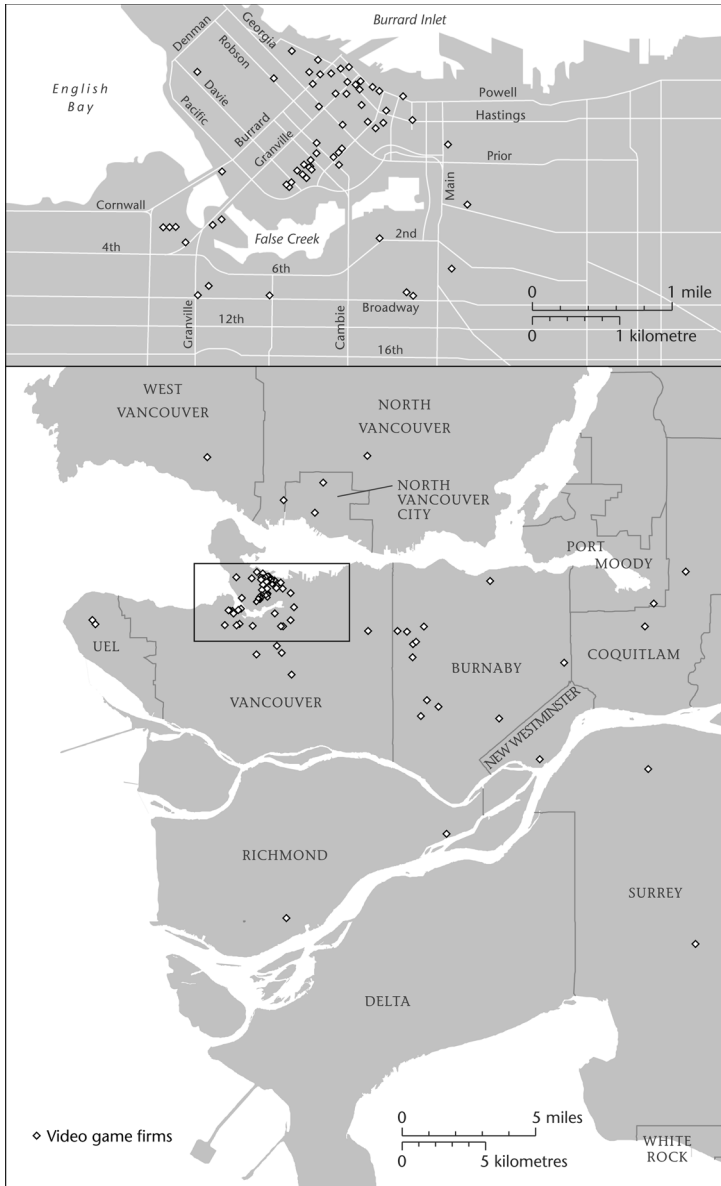 Burrard Inlet
English
Bay
Denman
Georgia
Robson
Davie
Pacific
Burrard
Granville
Powell
Hastings
Prior
Main
Cornwall
False Creek
2nd
4th
6th
Granville
12th
Cambie
Broadway
16th
0 1 mile
0 1 kilometre
WEST
VANCOUVER
NORTH
VANCOUVER
NORTH
VANCOUVER
CITY
PORT
MOODY
UEL
VANCOUVER
BURNABY
COQUITLAM
NEW WESTMINSTER
RICHMOND
SURREY
DELTA
Video game firms
0 5 miles
0 5 kilometres
WHITE
ROCK